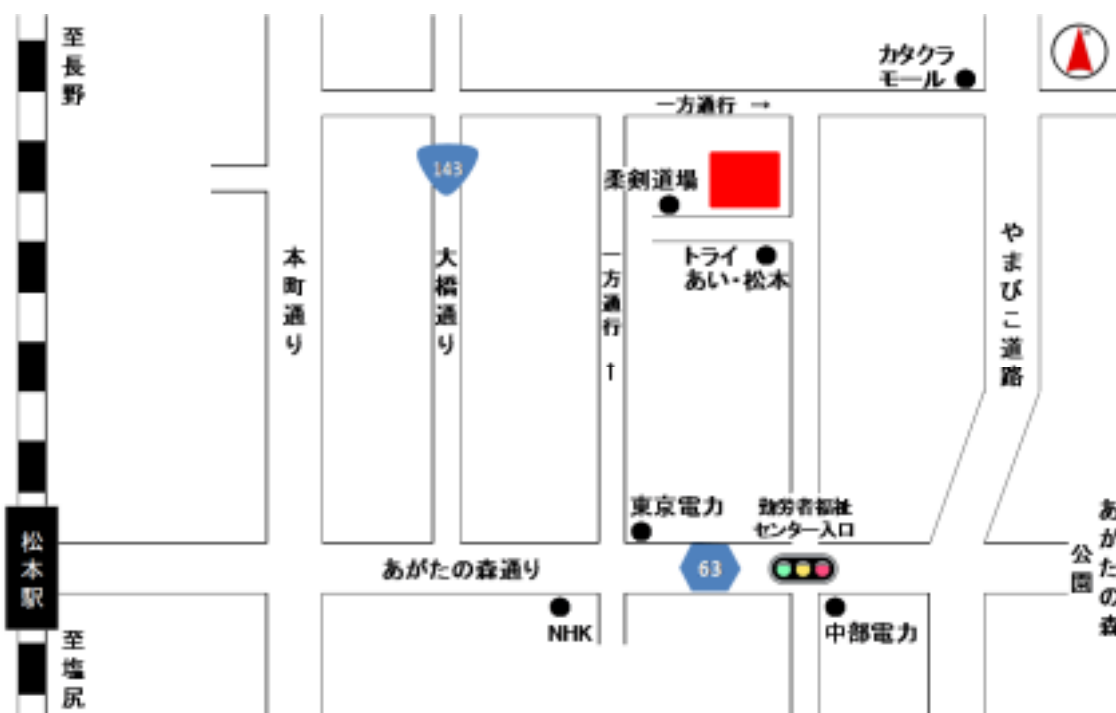 至長野
カタクラ
モール
一方通行 →
143
柔剣道場
本町通り
大橋通り
一方通行 ↑
トライ
あい・松本
やまびこ道路
東京電力
勤労者福祉
センター入口
松本駅
あがたの森通り
63
公園
あがたの森
NHK
中部電力
至塩尻